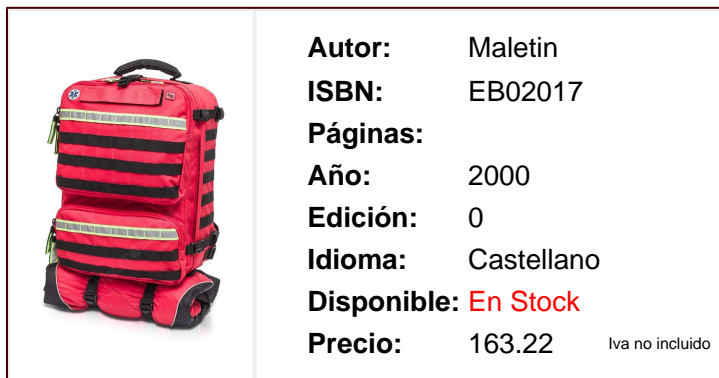 Autor: Maletin
ISBN: EB02017
Páginas:
Año: 2000
Edición: 0
Idioma: Castellano
Disponible: En Stock
Precio: 163.22 Iva no incluido